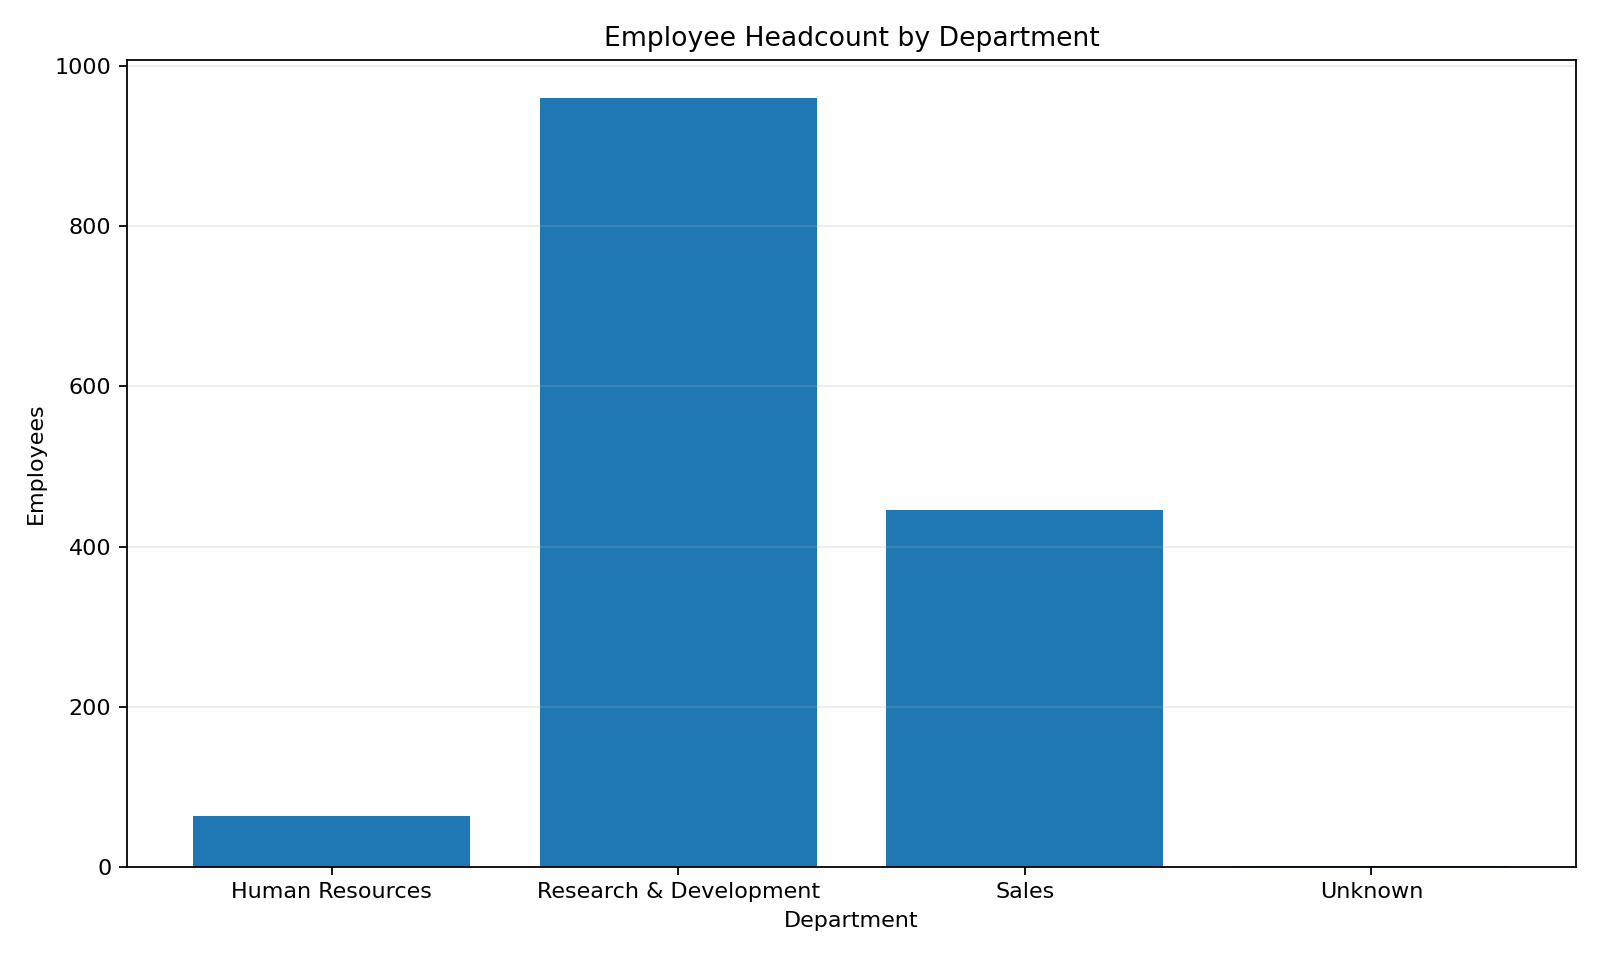 Employee Headcount by Department
1000
800
600
400
200
0
Employees
Human Resources
Research & Development
Sales
Unknown
Department